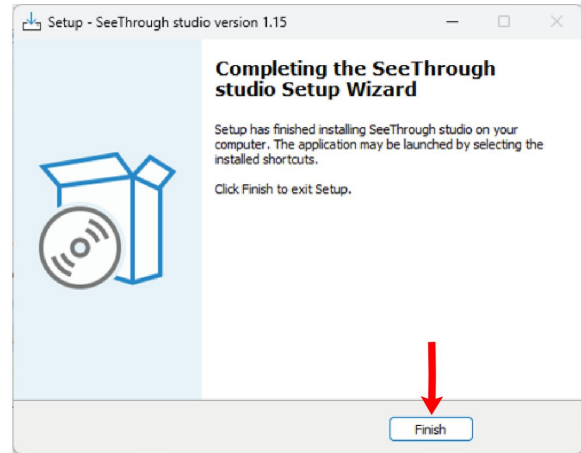 Setup - SeeThrough studio version 1.15
Completing the SeeThrough
studio Setup Wizard
Setup has finished installing SeeThrough studio on your
computer. The application may be launched by selecting the
installed shortcuts.
Click Finish to exit Setup.
Finish